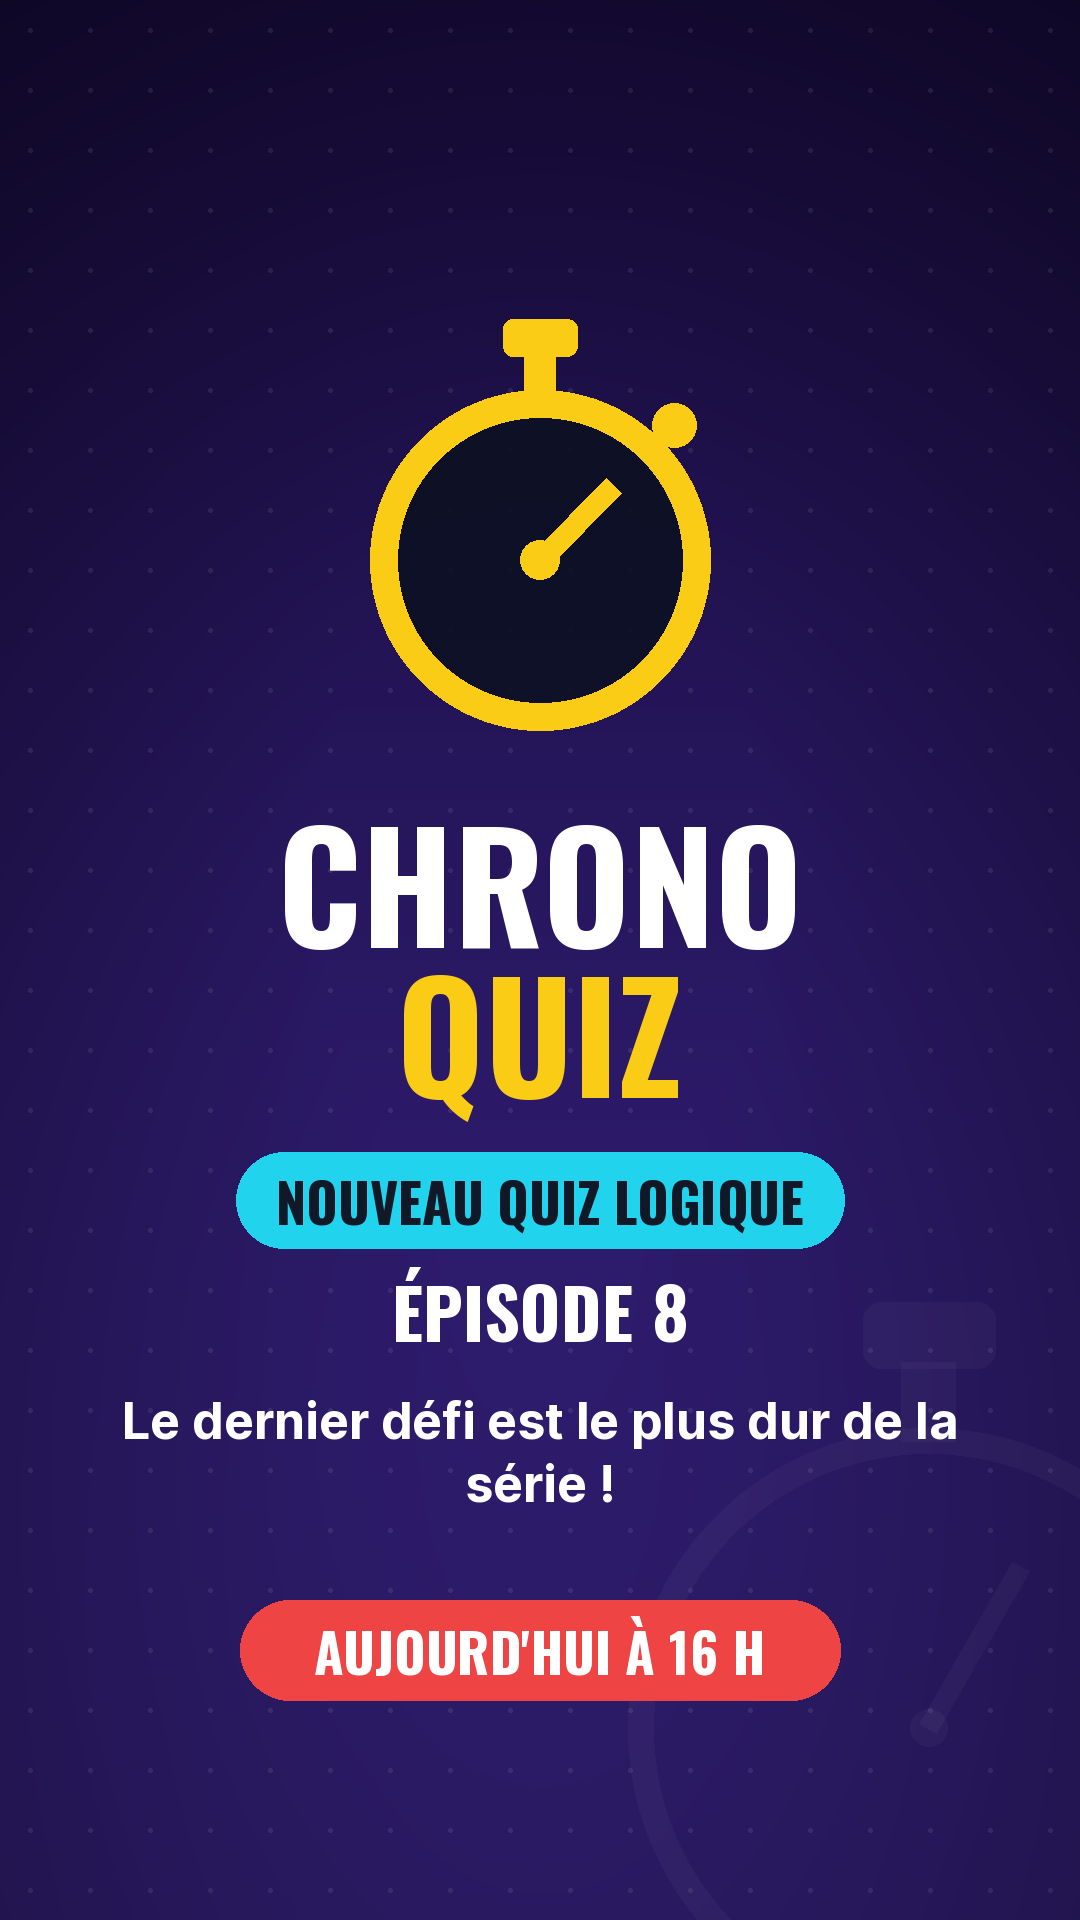 CHRONO
QUIZ
NOUVEAU QUIZ LOGIQUE
ÉPISODE 8
Le dernier défi est le plus dur de la
série !
AUJOURD'HUI À 16 H